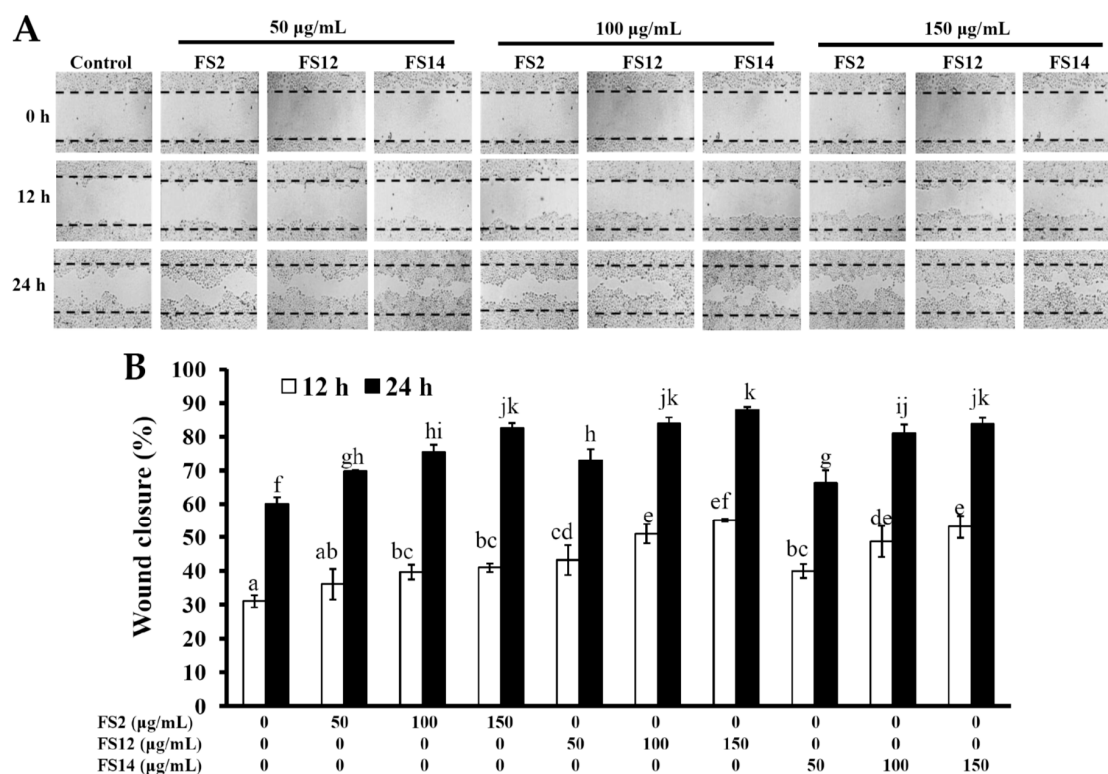 A
50 µg/mL 100 µg/mL 150 µg/mL
Control FS2 FS12 FS14 FS2 FS12 FS14 FS2 FS12 FS14
0 h
12 h
24 h
B
Wound closure (%)
12 h 24 h
100
90
80
70
60
50
40
30
20
10
0
a f ab gh bc hi bc jk cd h e jk ef k bc g de ij e jk
FS2 (µg/mL) 0 50 100 150 0 0 0 0 0 0
FS12 (µg/mL) 0 0 0 0 50 100 150 0 0 0
FS14 (µg/mL) 0 0 0 0 0 0 0 50 100 150